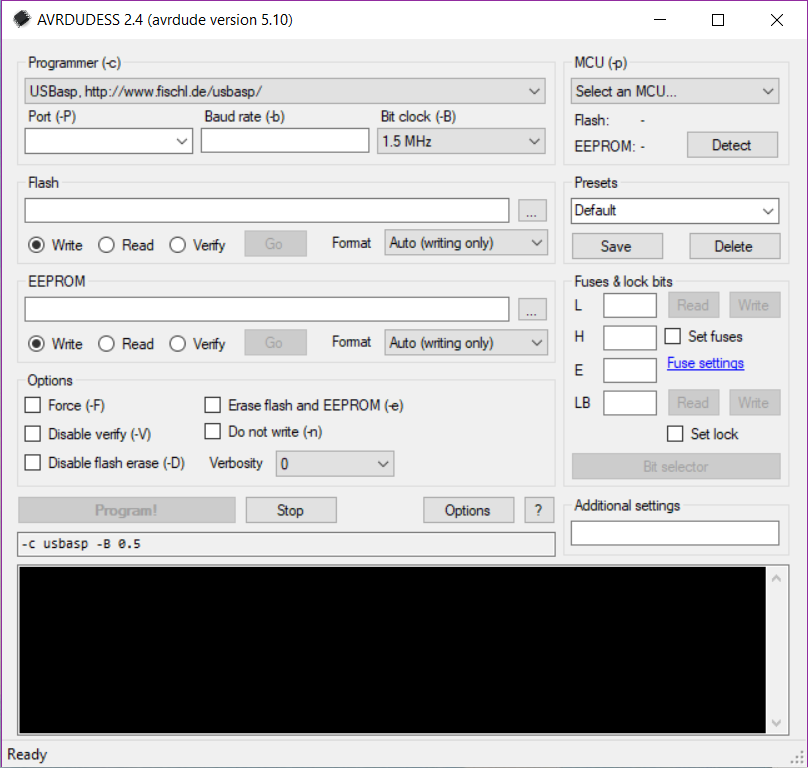 AVRDUDESS 2.4 (avrdude version 5.10)
Programmer (-c)
USBasp, http://www.fischl.de/usbasp/
Port (-P) Baud rate (-b) Bit clock (-B)
1.5 MHz
MCU (-p)
Select an MCU...
Flash: -
EEPROM: - Detect
Flash
...
Write Read Verify Go Format Auto (writing only)
Presets
Default
Save Delete
EEPROM
...
Write Read Verify Go Format Auto (writing only)
Fuses & lock bits
L Read Write
H Set fuses
E Fuse settings
LB Read Write
Set lock
Bit selector
Options
Force (-F) Erase flash and EEPROM (-e)
Disable verify (-V) Do not write (-n)
Disable flash erase (-D) Verbosity 0
Program! Stop Options ?
Additional settings
-c usbasp -B 0.5
Ready